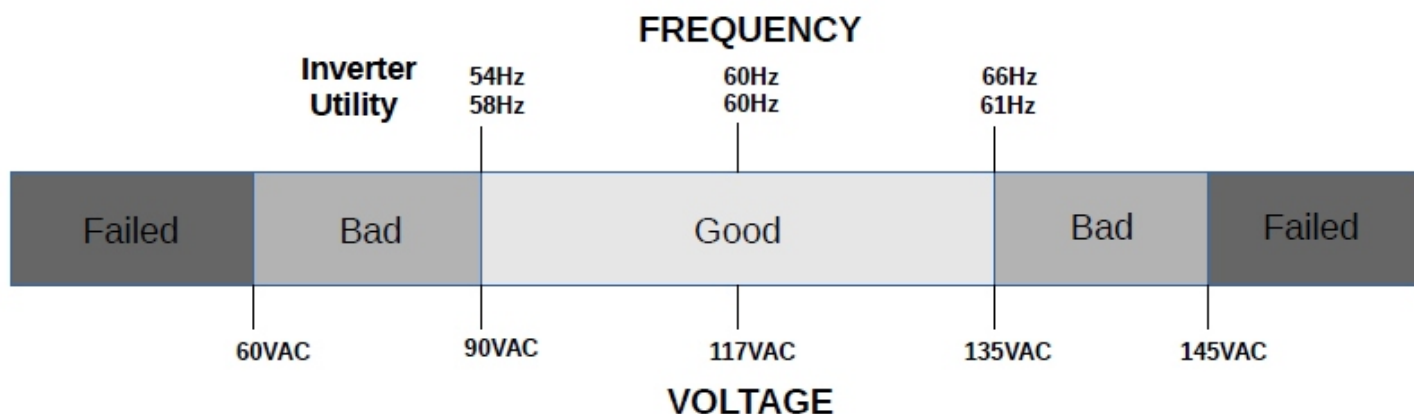 FREQUENCY
Inverter 54Hz 60Hz 66Hz
Utility 58Hz 60Hz 61Hz
Failed Bad Good Bad Failed
60VAC 90VAC 117VAC 135VAC 145VAC
VOLTAGE